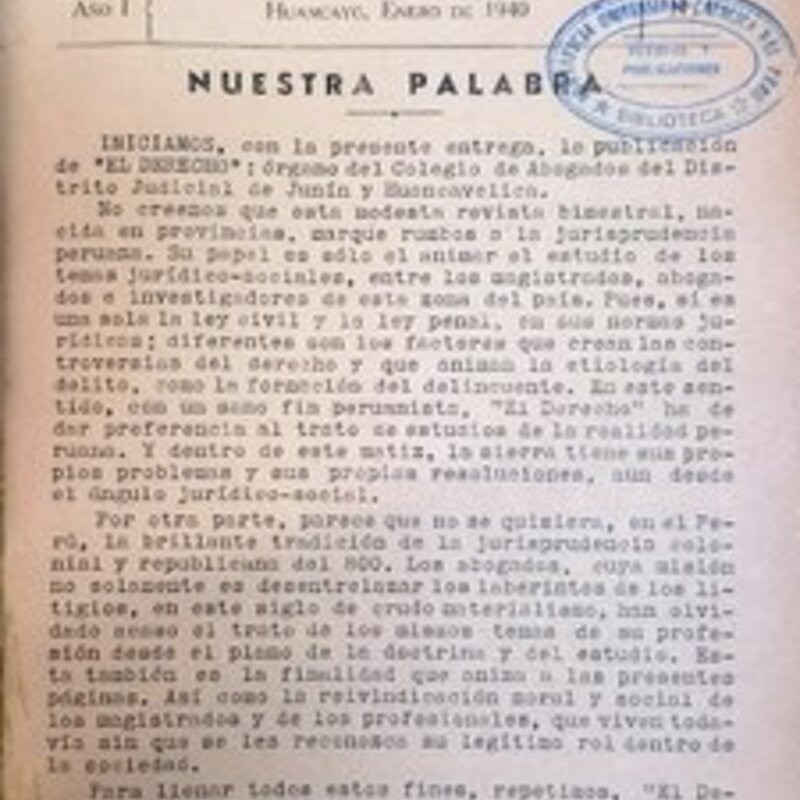 Año I
Huancayo, Enero de 1940
NUESTRA PALABRA
BIBLIOTECA
INICIAMOS, con la presente entrega, la publicación
de "EL DERECHO"; órgano del Colegio de Abogados del Dis-
trito Judicial de Junín y Huancavelica.
No creemos que esta modesta revista bimestral, na-
cida en provincias, marque rumbos a la jurisprudencia
peruana. Su papel es sólo el animar el estudio de los
temas jurídico-sociales, entre los magistrados, aboga-
dos e investigadores de esta zona del país. Pues, si es
una sola la ley civil y la ley penal, en sus normas ju-
rídicas; diferentes son los factores que crean las con-
troversias del derecho y que animan la etiología del
delito, como la formación del delincuente. En este sen-
tido, con un sano fin peruanista, "El Derecho" ha de
dar preferencia al trato de estudios de la realidad pe-
ruana. Y dentro de este matiz, la sierra tiene sus pro-
pios problemas y sus propias resoluciones, aun desde
el ángulo jurídico-social.
Por otra parte, parece que no se quisiera, en el Pe-
rú, la brillante tradición de la jurisprudencia colo-
nial y republicana del 800. Los abogados, cuya misión
no solamente es desentrelazar los laberintos de los li-
tigios, en este siglo de crudo materialismo, han olvi-
dado acaso el trato de los mismos temas de su profe-
sión desde el plano de la doctrina y del estudio. Es-
ta también es la finalidad que anima a las presentes
páginas. Así como la reivindicación moral y social de
los magistrados y de los profesionales, que viven toda-
vía sin que se les reconozca su legítimo rol dentro de
la sociedad.
Para llenar todos estos fines, repetimos, "El De-